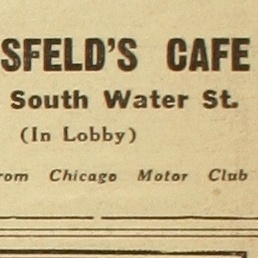 SFELD'S CAFE
South Water St.
(In Lobby)
rom Chicago Motor Club